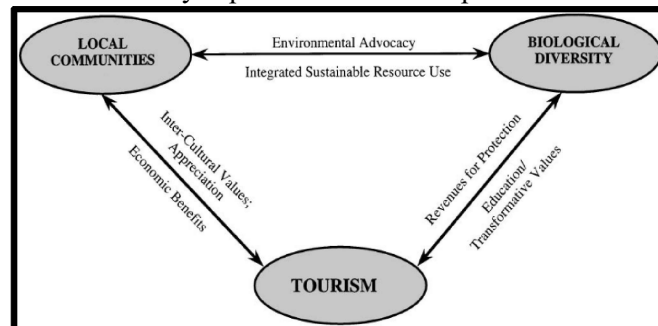 LOCAL
COMMUNITIES
Environmental Advocacy
Integrated Sustainable Resource Use
BIOLOGICAL
DIVERSITY
Inter-Cultural Values;
Appreciation
Economic Benefits
Revenues for Protection
Education/
Transformative Values
TOURISM